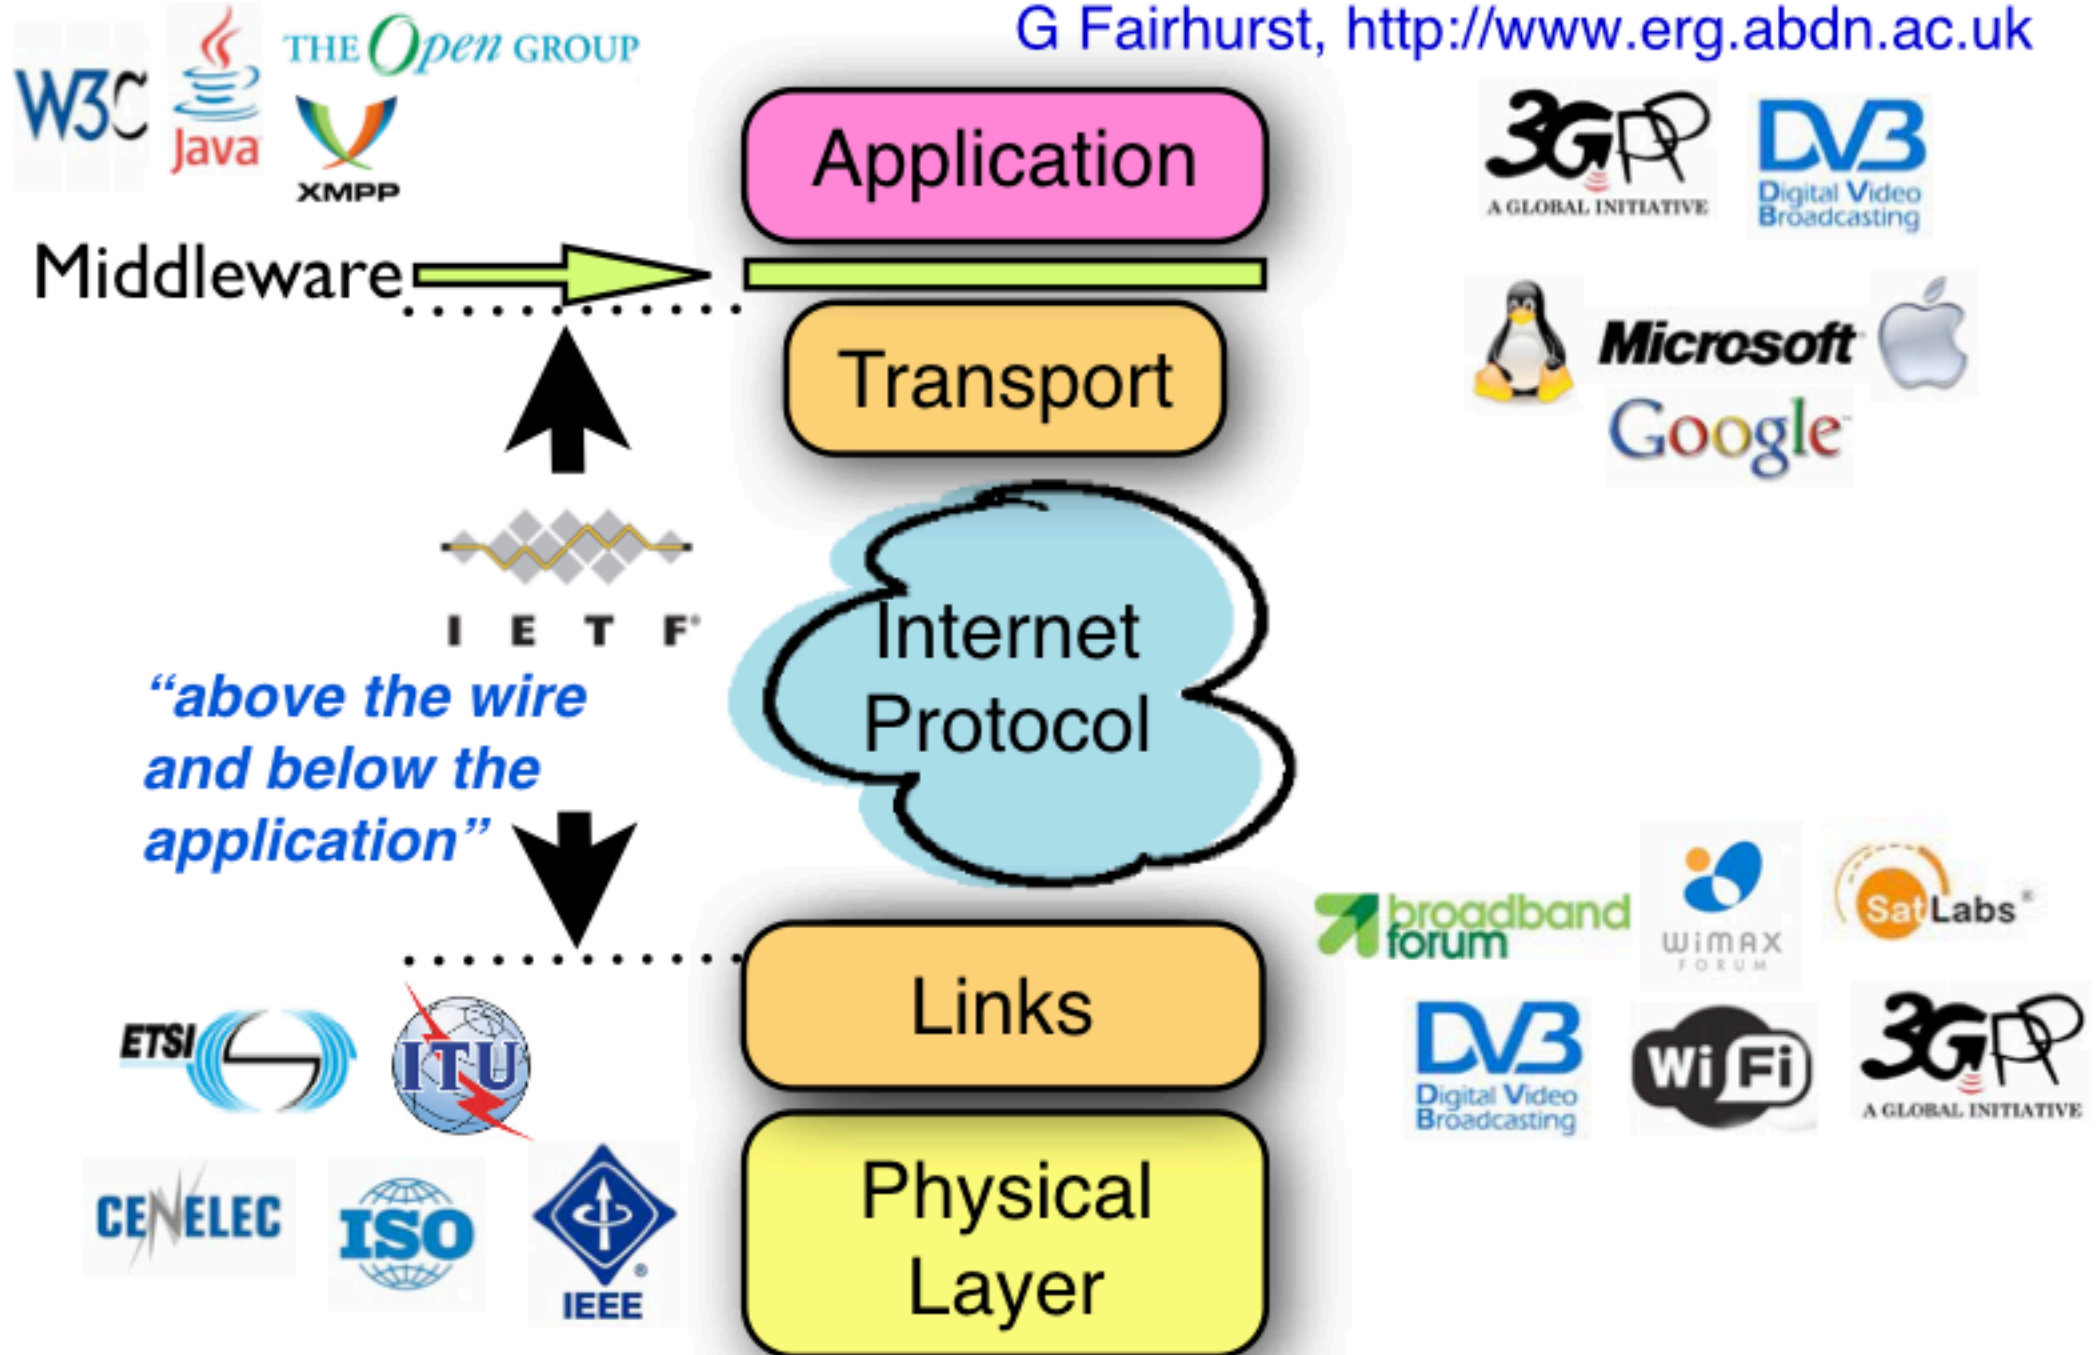 G Fairhurst, http://www.erg.abdn.ac.uk
W3C
Java
THE Open GROUP
XMPP
Application
3GPP
A GLOBAL INITIATIVE
DVB
Digital Video
Broadcasting
Middleware
Transport
Microsoft
Google
IETF
Internet
Protocol
“above the wire
and below the
application”
broadband
forum
WiMAX
FORUM
SatLabs
Links
ETSI
ITU
DVB
Digital Video
Broadcasting
Wi Fi
3GPP
A GLOBAL INITIATIVE
CENELEC
ISO
IEEE
Physical
Layer